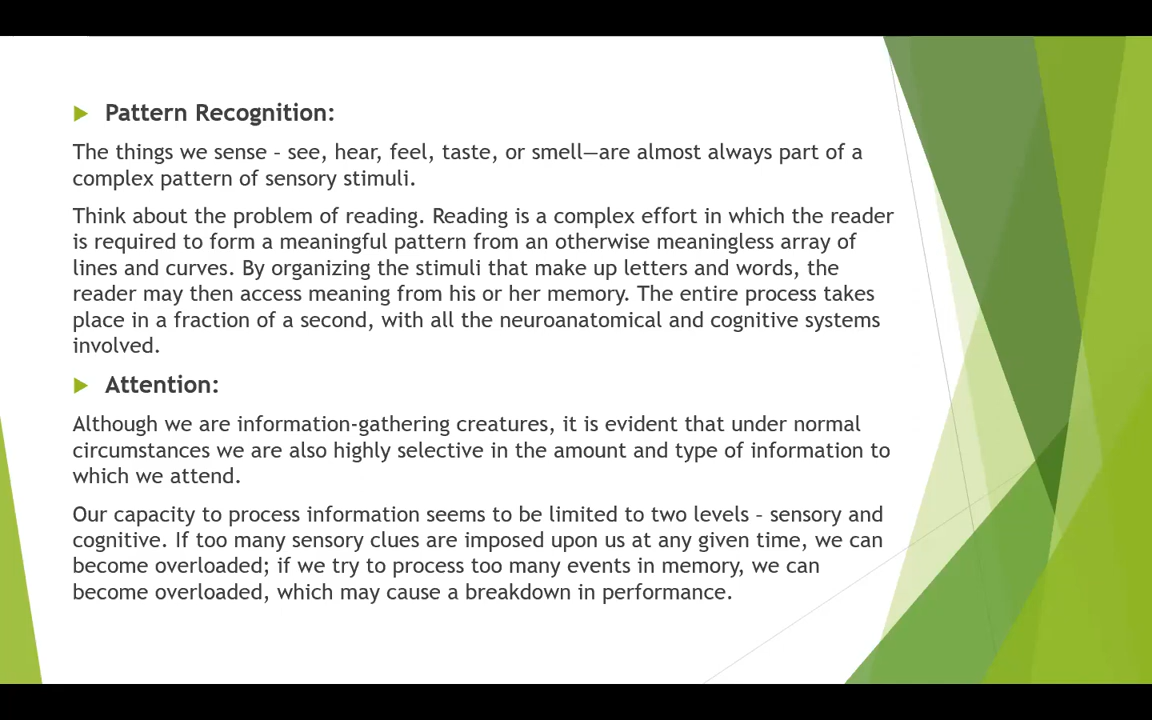 Pattern Recognition:
The things we sense – see, hear, feel, taste, or smell—are almost always part of a
complex pattern of sensory stimuli.
Think about the problem of reading. Reading is a complex effort in which the reader
is required to form a meaningful pattern from an otherwise meaningless array of
lines and curves. By organizing the stimuli that make up letters and words, the
reader may then access meaning from his or her memory. The entire process takes
place in a fraction of a second, with all the neuroanatomical and cognitive systems
involved.
Attention:
Although we are information-gathering creatures, it is evident that under normal
circumstances we are also highly selective in the amount and type of information to
which we attend.
Our capacity to process information seems to be limited to two levels – sensory and
cognitive. If too many sensory clues are imposed upon us at any given time, we can
become overloaded; if we try to process too many events in memory, we can
become overloaded, which may cause a breakdown in performance.